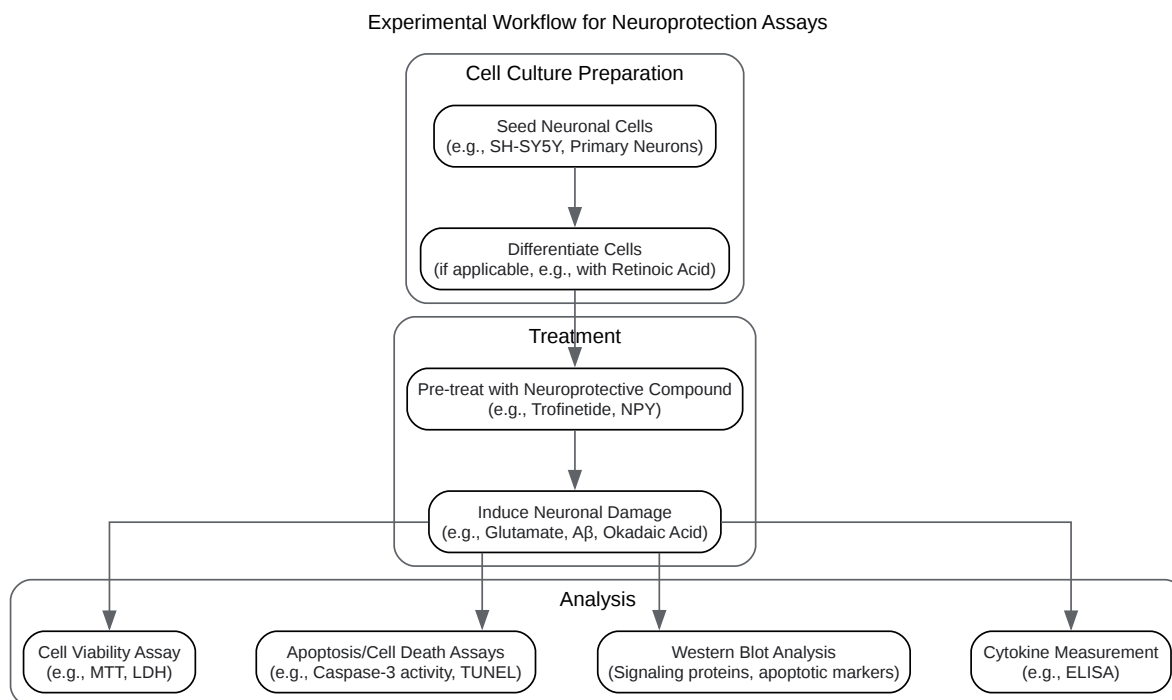 Experimental Workflow for Neuroprotection Assays
Cell Culture Preparation
Seed Neuronal Cells
(e.g., SH-SY5Y, Primary Neurons)
Differentiate Cells
(if applicable, e.g., with Retinoic Acid)
Treatment
Pre-treat with Neuroprotective Compound
(e.g., Trofinetide, NPY)
Induce Neuronal Damage
(e.g., Glutamate, Aβ, Okadaic Acid)
Analysis
Cell Viability Assay
(e.g., MTT, LDH)
Apoptosis/Cell Death Assays
(e.g., Caspase-3 activity, TUNEL)
Western Blot Analysis
(Signaling proteins, apoptotic markers)
Cytokine Measurement
(e.g., ELISA)